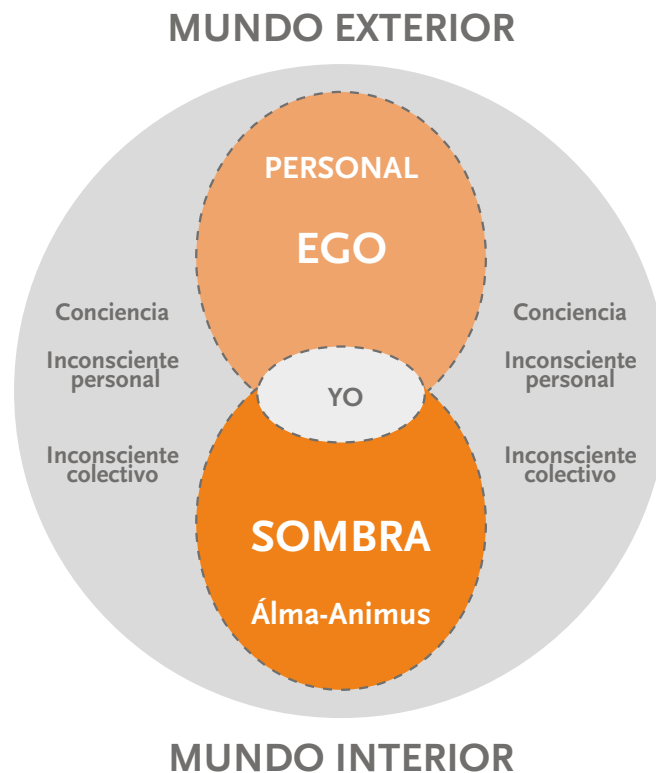 MUNDO EXTERIOR
PERSONAL
EGO
Conciencia
Inconsciente
personal
Inconsciente
colectivo
YO
Conciencia
Inconsciente
personal
Inconsciente
colectivo
SOMBRA
Álma-Animus
MUNDO INTERIOR